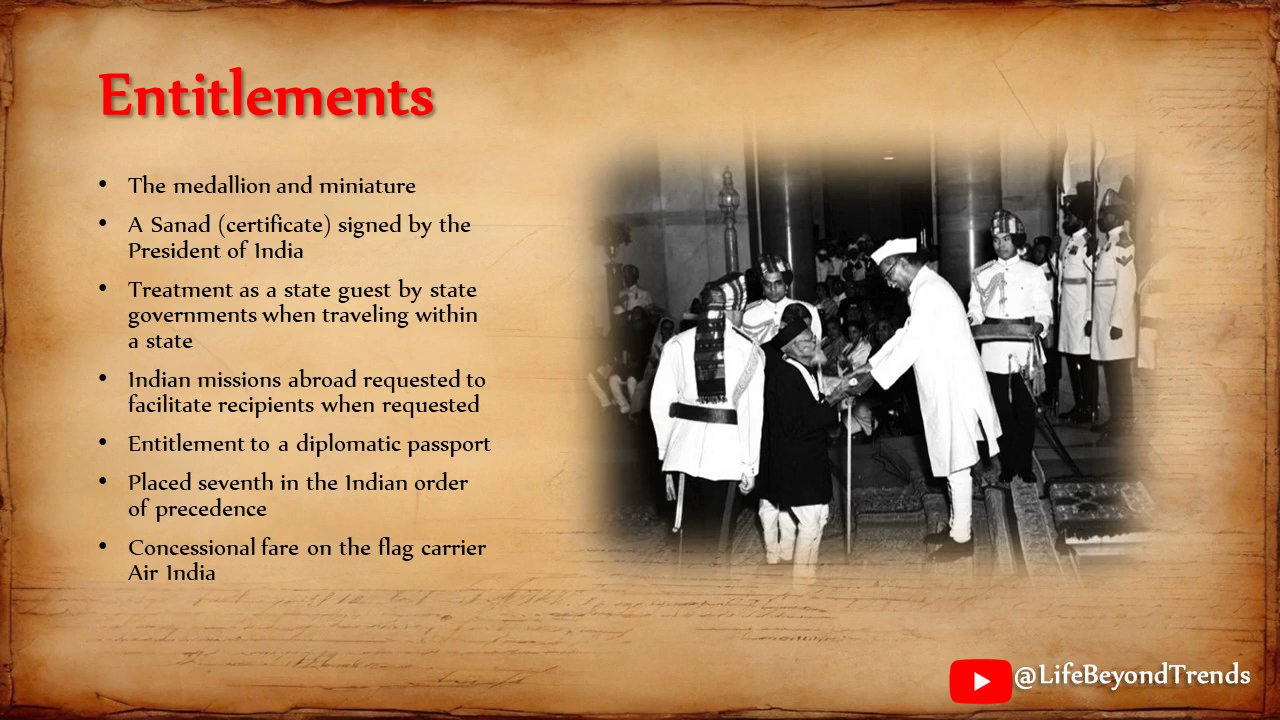 Entitlements
• The medallion and miniature
• A Sanad (certificate) signed by the
President of India
• Treatment as a state guest by state
governments when traveling within
a state
• Indian missions abroad requested to
facilitate recipients when requested
• Entitlement to a diplomatic passport
• Placed seventh in the Indian order
of precedence
• Concessional fare on the flag carrier
Air India
@LifeBeyondTrends